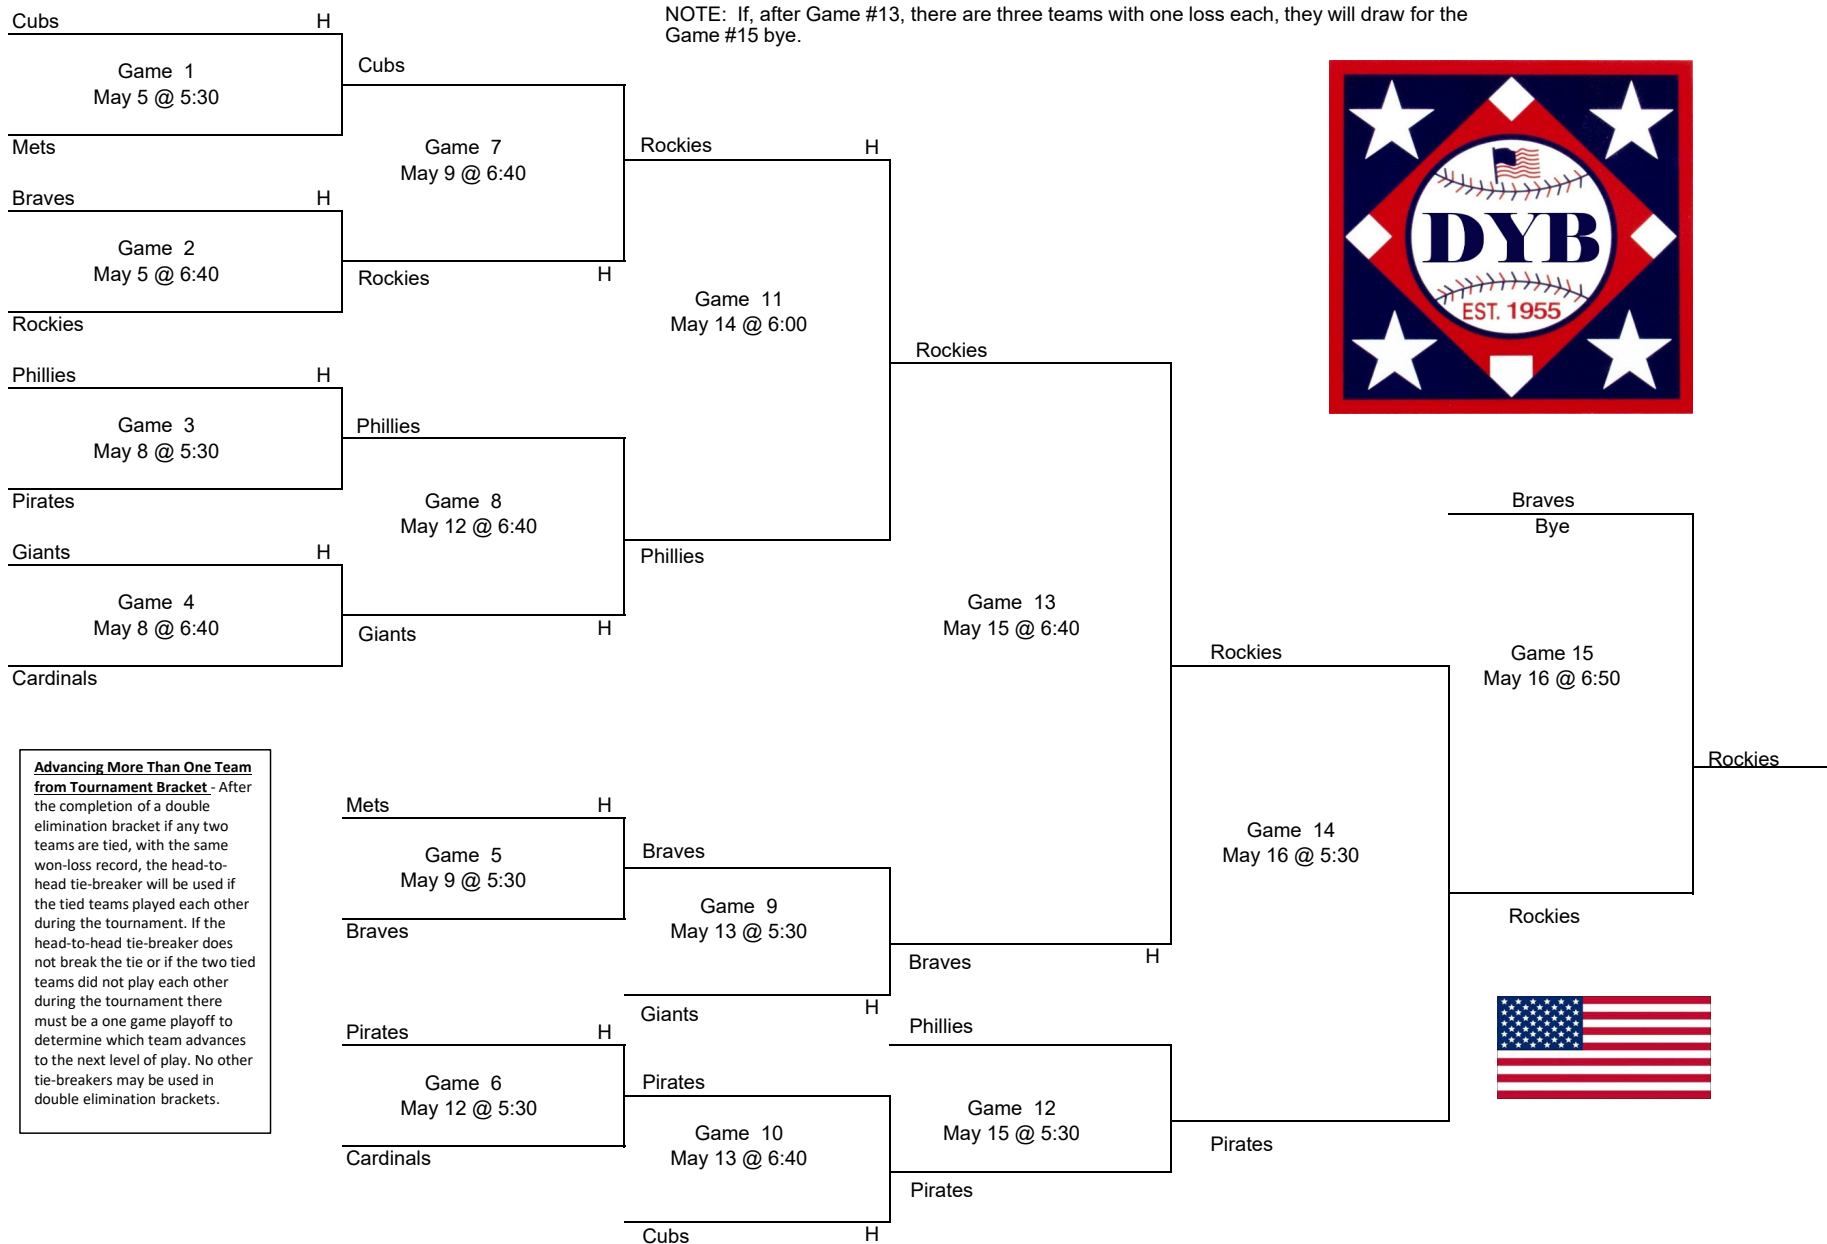 NOTE:  If, after Game #13, there are three teams with one loss each, they will draw for the
Game #15 bye.
Cubs H
Game 1
May 5 @ 5:30
Mets
Braves H
Game 2
May 5 @ 6:40
Rockies
Phillies H
Game 3
May 8 @ 5:30
Pirates
Giants H
Game 4
May 8 @ 6:40
Cardinals
Cubs
Game 7
May 9 @ 6:40
Rockies H
Phillies
Game 8
May 12 @ 6:40
Giants H
Rockies H
Game 11
May 14 @ 6:00
Phillies
Rockies
Game 13
May 15 @ 6:40
Braves H
DYB
EST. 1955
Advancing More Than One Team
from Tournament Bracket - After
the completion of a double
elimination bracket if any two
teams are tied, with the same
won-loss record, the head-to-
head tie-breaker will be used if
the tied teams played each other
during the tournament. If the
head-to-head tie-breaker does
not break the tie or if the two tied
teams did not play each other
during the tournament there
must be a one game playoff to
determine which team advances
to the next level of play. No other
tie-breakers may be used in
double elimination brackets.
Mets H
Game 5
May 9 @ 5:30
Braves
Pirates H
Game 6
May 12 @ 5:30
Cardinals
Braves
Game 9
May 13 @ 5:30
Giants H
Pirates
Game 10
May 13 @ 6:40
Cubs H
Phillies
Game 12
May 15 @ 5:30
Pirates
Rockies
Game 14
May 16 @ 5:30
Pirates
Braves
Bye
Game 15
May 16 @ 6:50
Rockies
Rockies